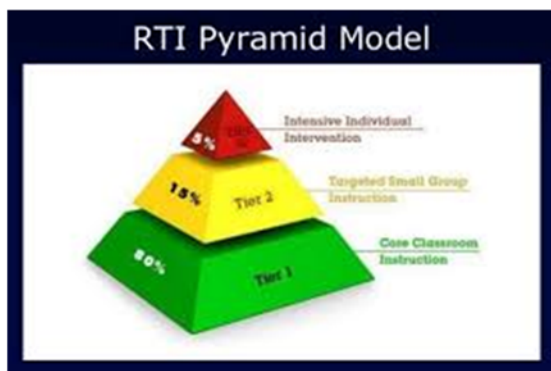 RTI Pyramid Model
5%
Tier
Intensive Individual
Intervention
15%
Tier 2
Targeted Small Group
Instruction
80%
Tier 1
Core Classroom
Instruction